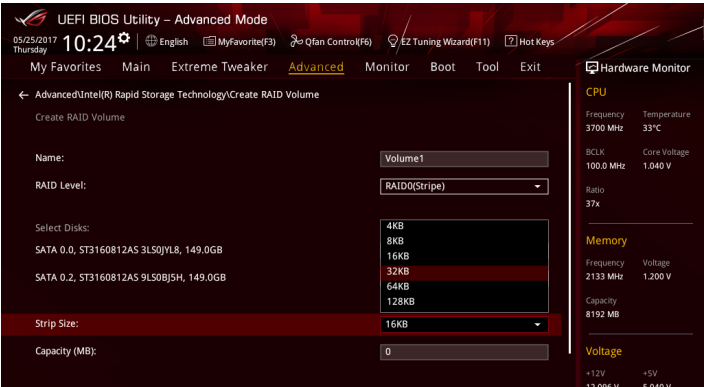 UEFI BIOS Utility – Advanced Mode
05/25/2017 Thursday 10:24 English MyFavorite(F3) Qfan Control(F6) EZ Tuning Wizard(F11) ? Hot Keys
My Favorites Main Extreme Tweaker Advanced Monitor Boot Tool Exit
Hardware Monitor
← Advanced\Intel(R) Rapid Storage Technology\Create RAID Volume
Create RAID Volume
Name: Volume1
RAID Level: RAID0(Stripe)
Select Disks:
SATA 0.0, ST3160812AS 3LS0JYL8, 149.0GB
SATA 0.2, ST3160812AS 9LS0BJ5H, 149.0GB
4KB
8KB
16KB
32KB
64KB
128KB
Strip Size: 16KB
Capacity (MB): 0
CPU
Frequency Temperature
3700 MHz 33°C
BCLK Core Voltage
100.0 MHz 1.040 V
Ratio
37x
Memory
Frequency Voltage
2133 MHz 1.200 V
Capacity
8192 MB
Voltage
+12V +5V